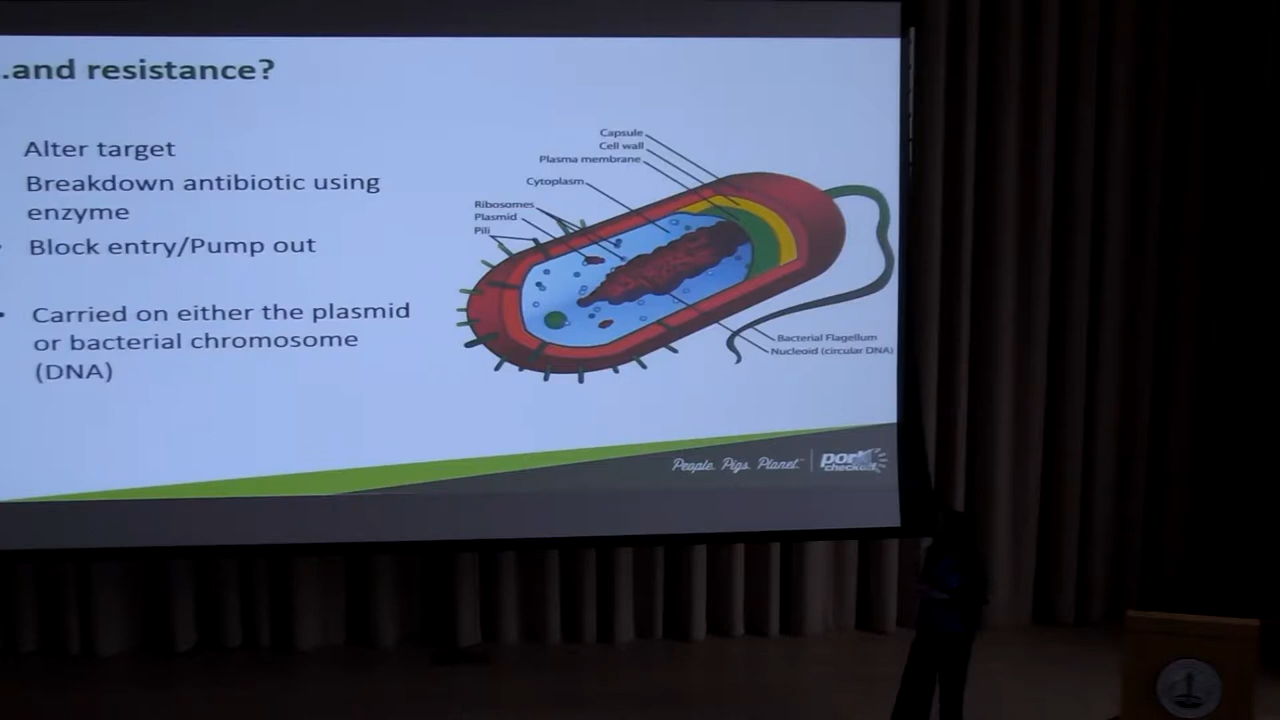 .and resistance?
Alter target
Breakdown antibiotic using
enzyme
Block entry/Pump out
• Carried on either the plasmid
or bacterial chromosome
(DNA)
Capsule
Cell wall
Plasma membrane
Cytoplasm
Ribosomes
Plasmid
Pili
Bacterial Flagellum
Nucleoid (circular DNA)
People. Pigs. Planet.™
pork
checkoff